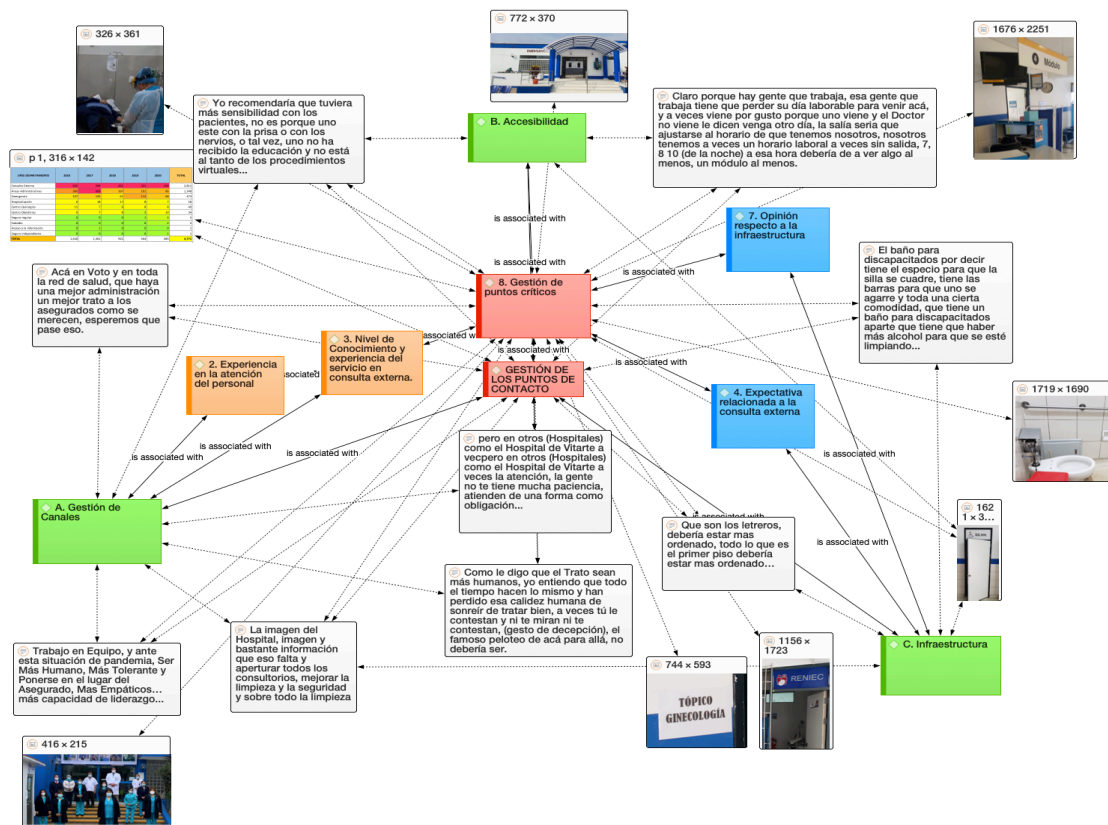 326 × 361
772 × 370
EMERGENCIA
1676 × 2251
Módulo
Yo recomendaría que tuviera
más sensibilidad con los
pacientes, no es porque uno
este con la prisa o con los
nervios, o tal vez, uno no ha
recibido la educación y no está
al tanto de los procedimientos
virtuales...
B. Accesibilidad
Claro porque hay gente que trabaja, esa gente que
trabaja tiene que perder su día laborable para venir acá,
y a veces viene por gusto porque uno viene y el Doctor
no viene le dicen venga otro día, la salía seria que
ajustarse al horario de que tenemos nosotros, nosotros
tenemos a veces un horario laboral a veces sin salida, 7,
8 10 (de la noche) a esa hora debería de a ver algo al
menos, un módulo al menos.
p 1, 316 × 142
2016
2017
2018
2019
2020
TOTAL
TOTAL
is associated with
7. Opinión
respecto a la
infraestructura
is associated with
is associated with
El baño para
discapacitados por decir
tiene el especio para que la
silla se cuadre, tiene las
barras para que uno se
agarre y toda una cierta
comodidad, que tiene un
baño para discapacitados
aparte que tiene que haber
más alcohol para que se esté
limpiando...
Acá en Voto y en toda
la red de salud, que haya
una mejor administración
un mejor trato a los
asegurados como se
merecen, esperemos que
pase eso.
8. Gestión de
puntos críticos
3. Nivel de
Conocimiento y
experiencia del
servicio en
consulta externa.
is associated with
2. Experiencia
en la atención
del personal
GESTIÓN DE
LOS PUNTOS DE
CONTACTO
is associated with
4. Expectativa
relacionada a la
consulta externa
1719 × 1690
is associated with
is associated with
is associated with
pero en otros (Hospitales)
como el Hospital de Vitarte a
vecpero en otros (Hospitales)
como el Hospital de Vitarte a
veces la atención, la gente
no te tiene mucha paciencia,
atienden de una forma como
obligación...
A. Gestión de
Canales
162
1 × 3...
is associated with
Que son los letreros,
debería estar mas
ordenado, todo lo que es
el primer piso debería
estar mas ordenado...
is associated with
Como le digo que el Trato sean
más humanos, yo entiendo que todo
el tiempo hacen lo mismo y han
perdido esa calidez humana de
sonreír de tratar bien, a veces tú le
contestan y ni te miran ni te
contestan, (gesto de decepción), el
famoso peloteo de acá para allá, no
debería ser.
La imagen del
Hospital, imagen y
bastante información
que eso falta y
aperturar todos los
consultorios, mejorar la
limpieza y la seguridad
y sobre todo la limpieza
Trabajo en Equipo, y ante
esta situación de pandemia, Ser
Más Humano, Más Tolerante y
Ponerse en el lugar del
Asegurado, Mas Empáticos...
más capacidad de liderazgo...
C. Infraestructura
1156 ×
1723
RENIEC
744 × 593
TÓPICO
GINECOLOGÍA
416 × 215